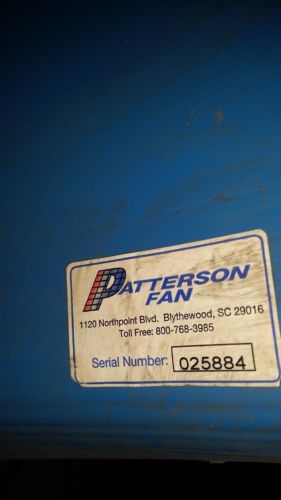 PATTERSON
FAN
1120 Northpoint Blvd. Blythewood, SC 29016
Toll Free: 800-768-3985
Serial Number: 025884